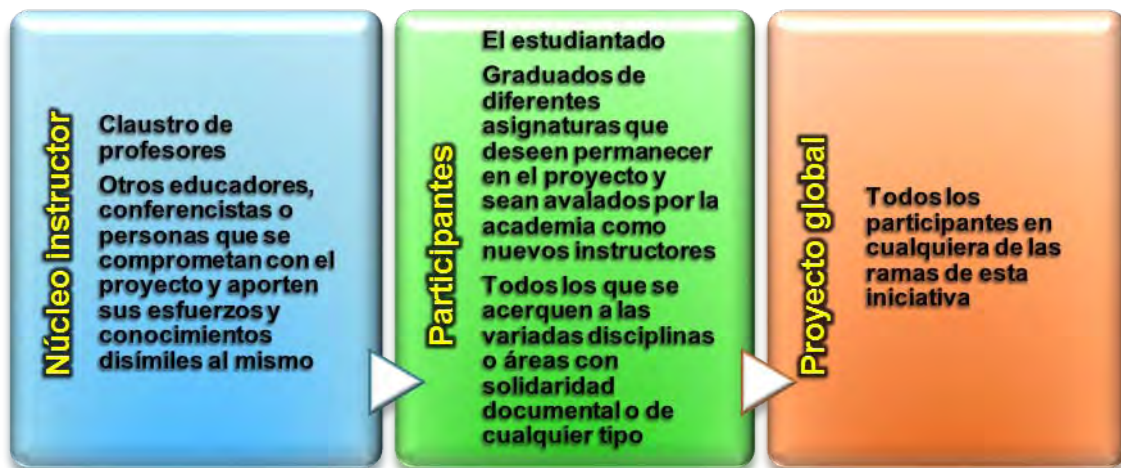 Núcleo instructor
Claustro de
profesores
Otros educadores,
conferencistas o
personas que se
comprometan con el
proyecto y aporten
sus esfuerzos y
conocimientos
disímiles al mismo
Participantes
El estudiantado
Graduados de
diferentes
asignaturas que
deseen permanecer
en el proyecto y
sean avalados por la
academia como
nuevos instructores
Todos los que se
acerquen a las
variadas disciplinas
o áreas con
solidaridad
documental o de
cualquier tipo
Proyecto global
Todos los
participantes en
cualquiera de las
ramas de esta
iniciativa